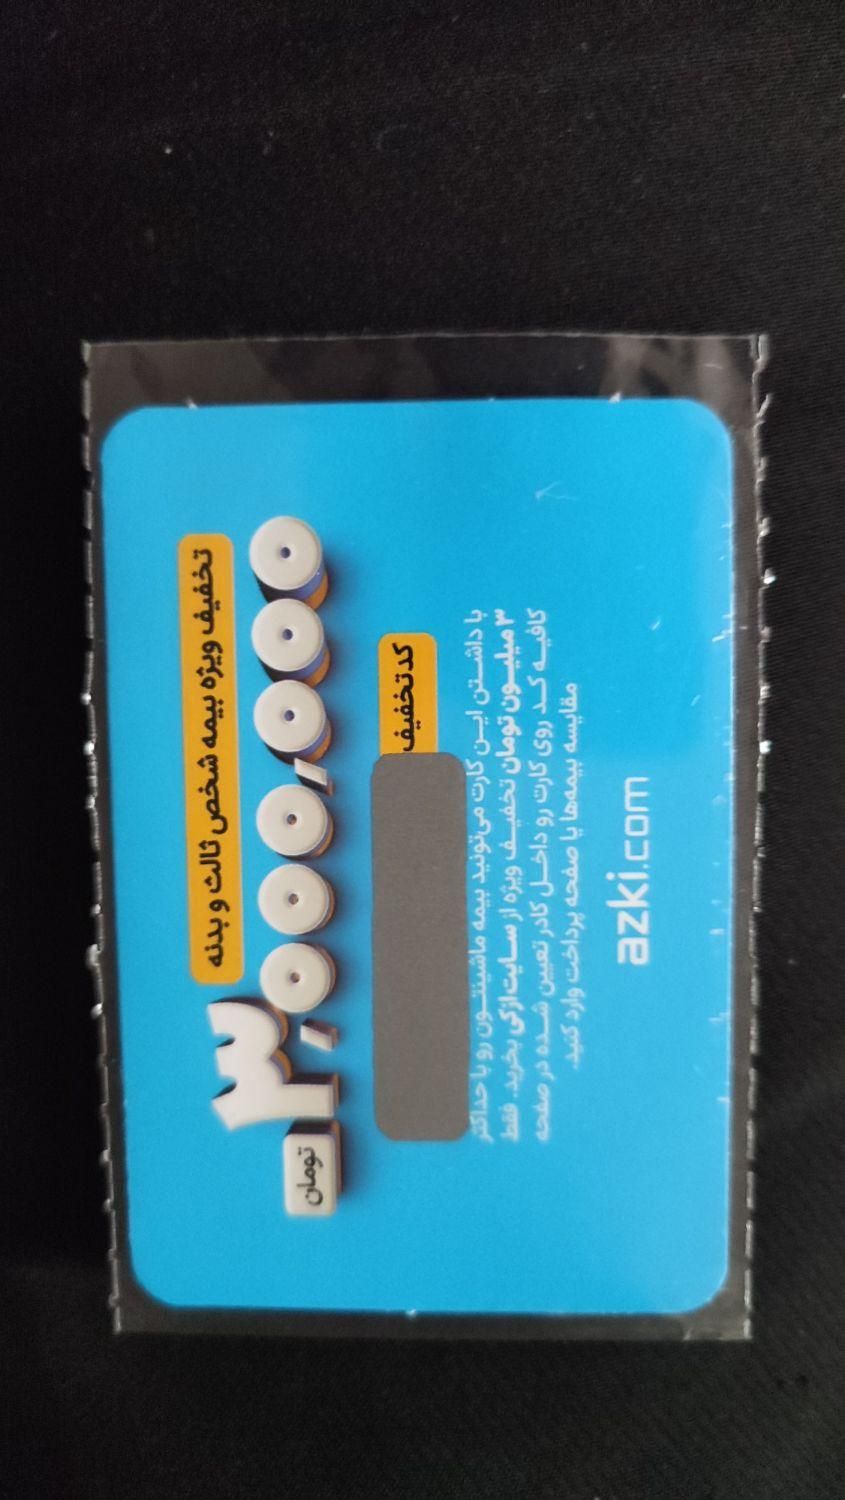 تخفیف ویژه بیمه شخص ثالث و بدنه
۳,۰۰۰,۰۰۰
تومان
کد تخفیف
با داشتن این کارت می‌تونید بیمه ماشینتون رو با حداکثر
۳ میلیون تومان تخفیف ویژه از سایت ازکی بخرید. فقط
کافیه کد روی کارت رو داخل کادر تعیین شده در صفحه
مقایسه بیمه‌ها یا صفحه پرداخت وارد کنید.
azki.com